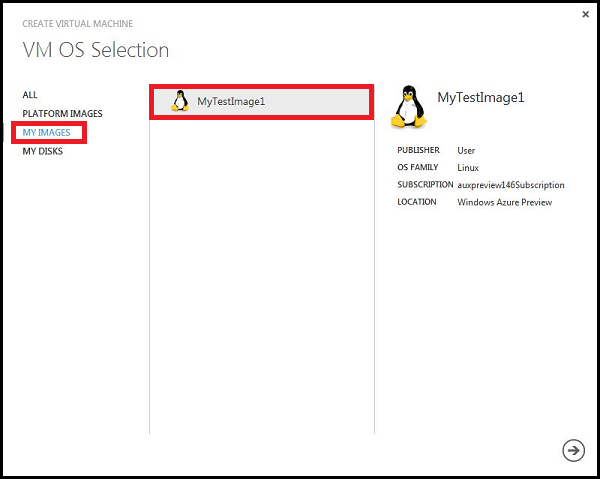 CREATE VIRTUAL MACHINE
VM OS Selection
ALL
PLATFORM IMAGES
MY IMAGES
MY DISKS
MyTestImage1
MyTestImage1
PUBLISHER User
OS FAMILY Linux
SUBSCRIPTION auxpreview146Subscription
LOCATION Windows Azure Preview